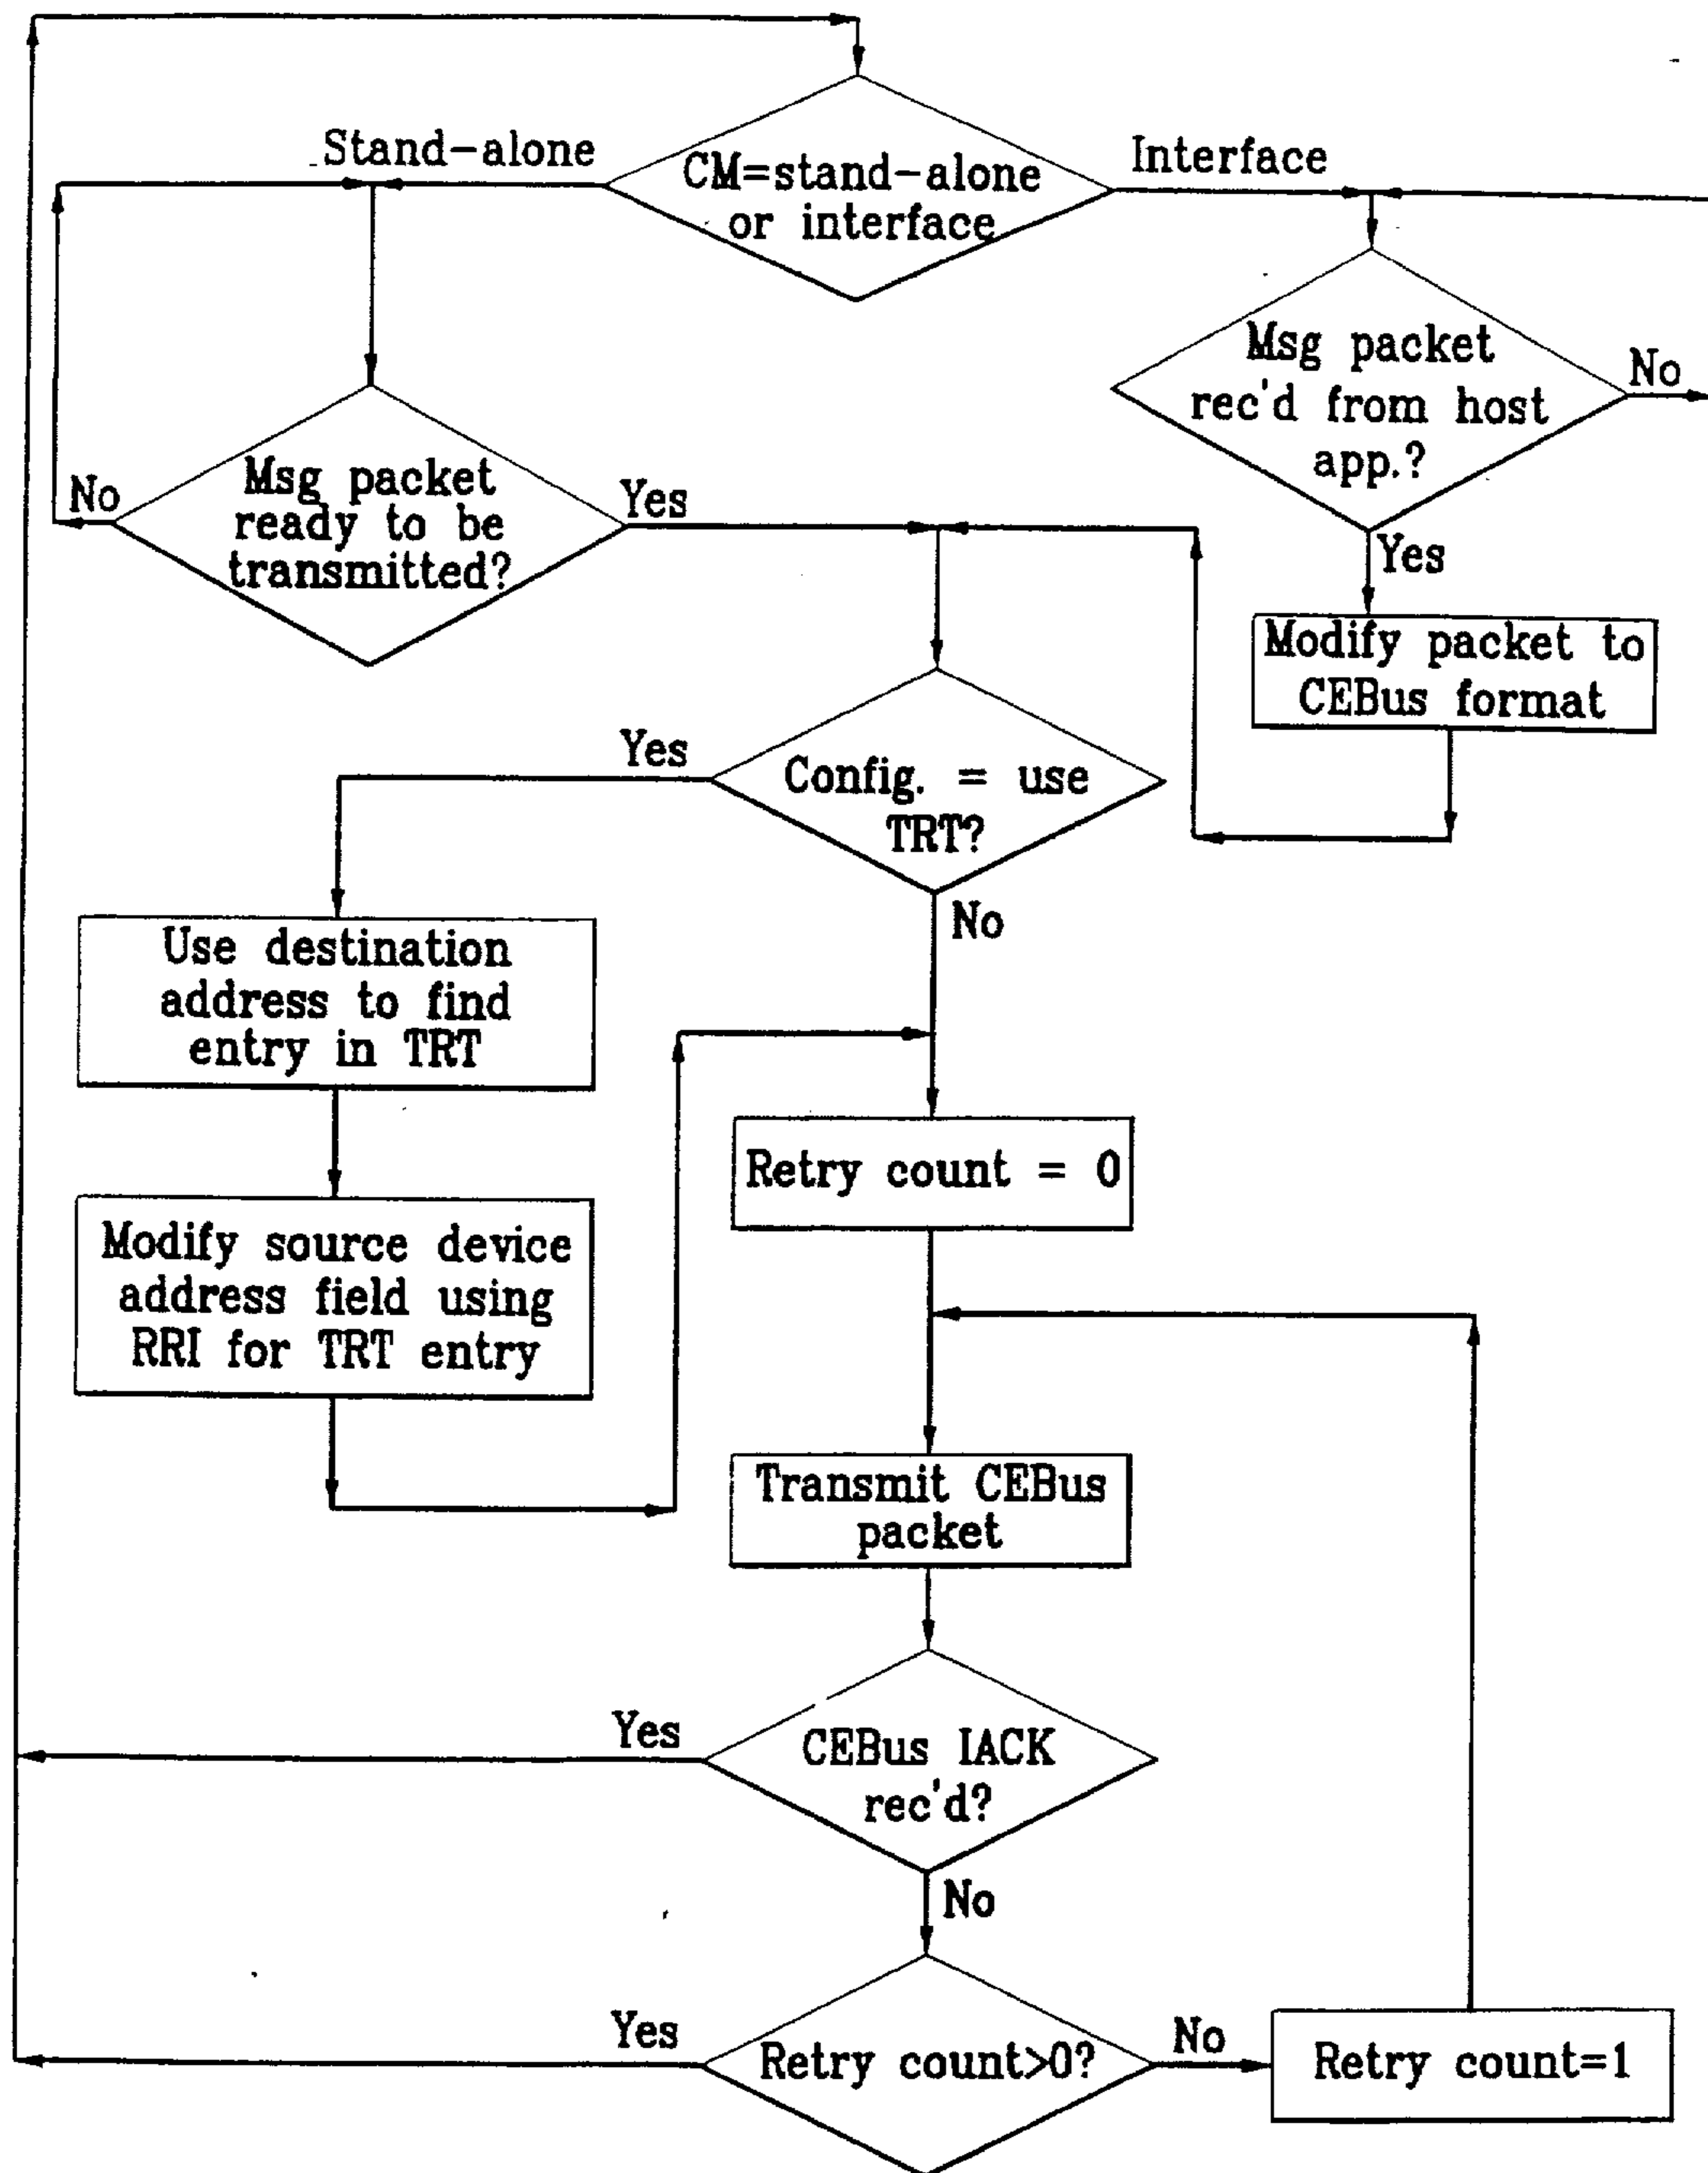 Stand-alone
CM=stand-alone
or interface
Interface
Msg packet
rec'd from host
app.?
No
Yes
Msg packet
ready to be
transmitted?
No
Yes
Modify packet to
CEBus format
Config. = use
TRT?
Yes
No
Use destination
address to find
entry in TRT
Modify source device
address field using
RRI for TRT entry
Retry count = 0
Transmit CEBus
packet
CEBus IACK
rec'd?
Yes
No
Retry count>0?
Yes
No
Retry count=1